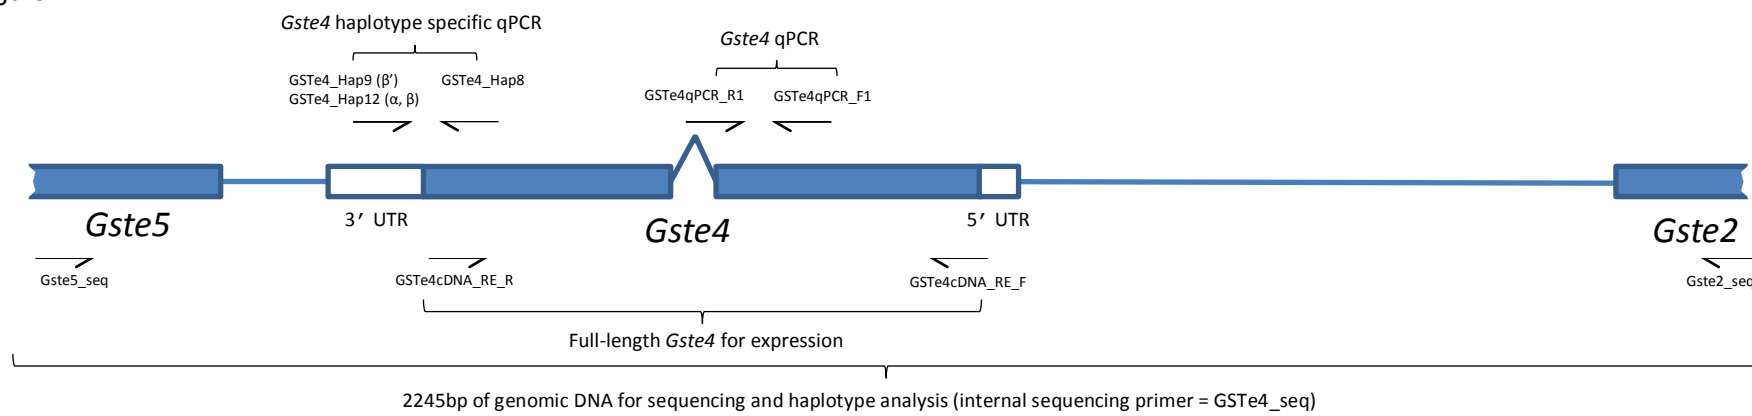 Gste4 haplotype specific qPCR
Gste4 qPCR
GSTe4_Hap9 (β’)
GSTe4_Hap12 (α, β)
GSTe4_Hap8
GSTe4qPCR_R1
GSTe4qPCR_F1
3′ UTR
5′ UTR
Gste5
Gste4
Gste2
Gste5_seq
GSTe4cDNA_RE_R
GSTe4cDNA_RE_F
Gste2_seq
Full-length Gste4 for expression
2245bp of genomic DNA for sequencing and haplotype analysis (internal sequencing primer = GSTe4_seq)